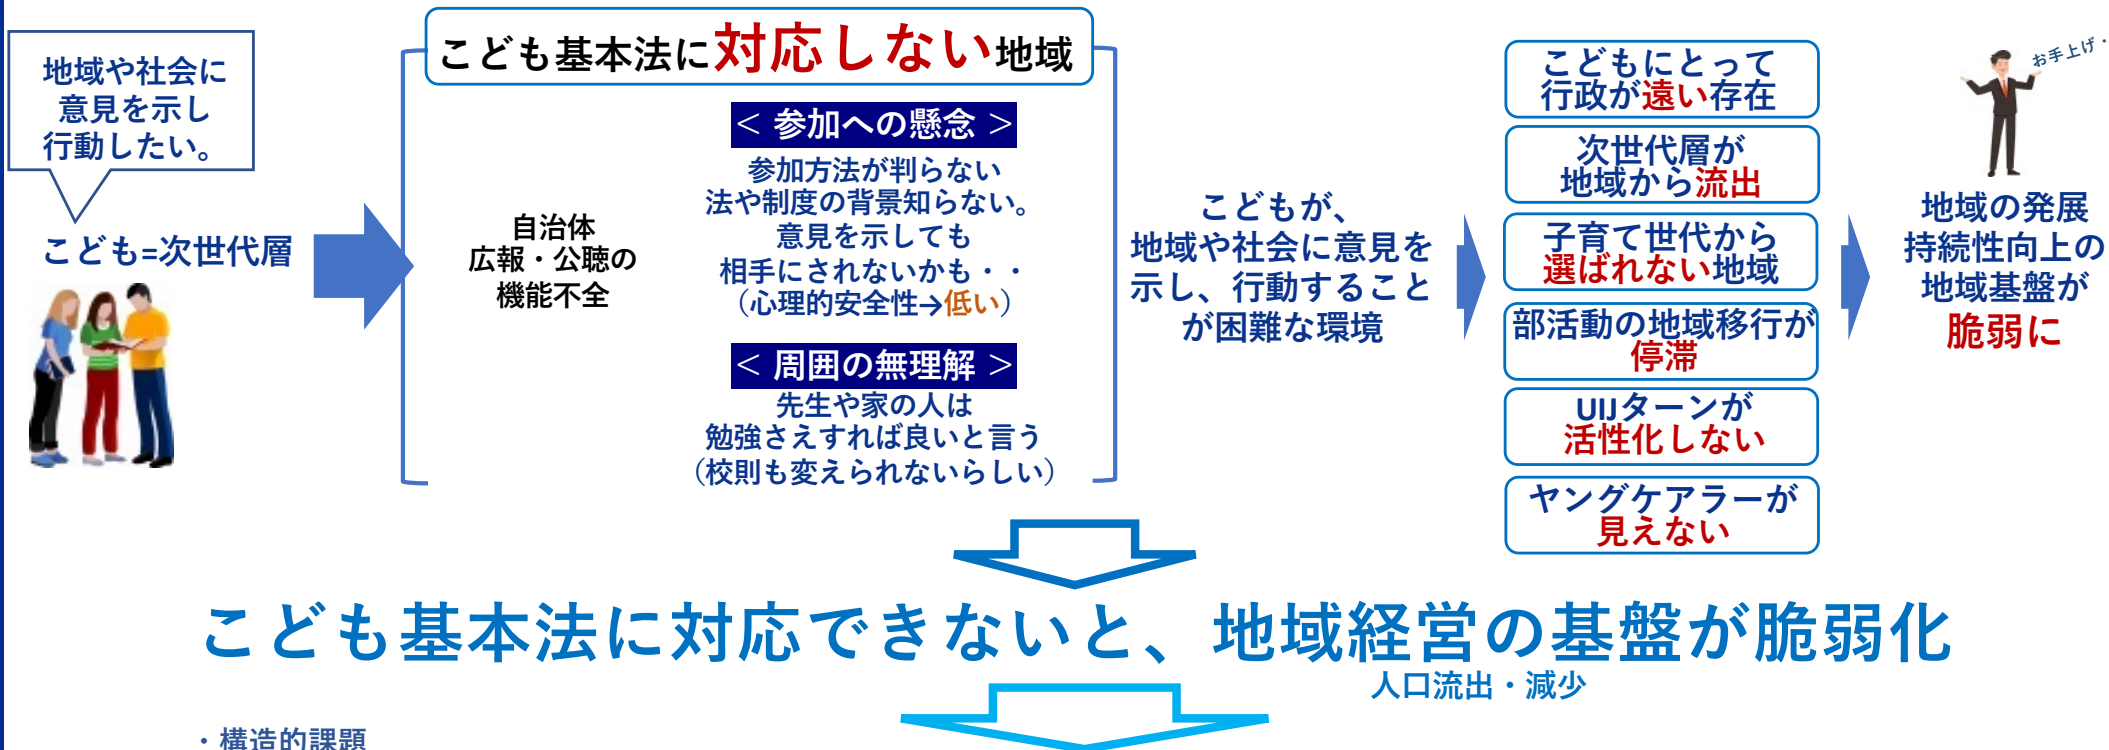 地域や社会に
意見を示し
行動したい。
こども=次世代層
こども基本法に対応しない地域
自治体
広報・公聴の
機能不全
＜ 参加への懸念 ＞
参加方法が判らない
法や制度の背景知らない。
意見を示しても
相手にされないかも・・
（心理的安全性→低い）
＜ 周囲の無理解 ＞
先生や家の人は
勉強さえすれば良いと言う
（校則も変えられないらしい）
こどもが、
地域や社会に意見を
示し、行動すること
が困難な環境
こどもにとって
行政が遠い存在
次世代層が
地域から流出
子育て世代から
選ばれない地域
部活動の地域移行が
停滞
UIJターンが
活性化しない
ヤングケアラーが
見えない
お手上げ・
地域の発展
持続性向上の
地域基盤が
脆弱に
こども基本法に対応できないと、地域経営の基盤が脆弱化
人口流出・減少
・構造的課題